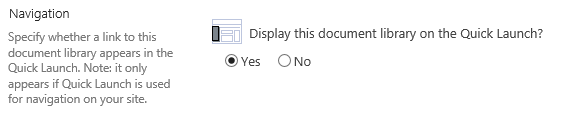 Navigation
Specify whether a link to this
document library appears in the
Quick Launch. Note: it only
appears if Quick Launch is used
for navigation on your site.
Display this document library on the Quick Launch?
Yes No